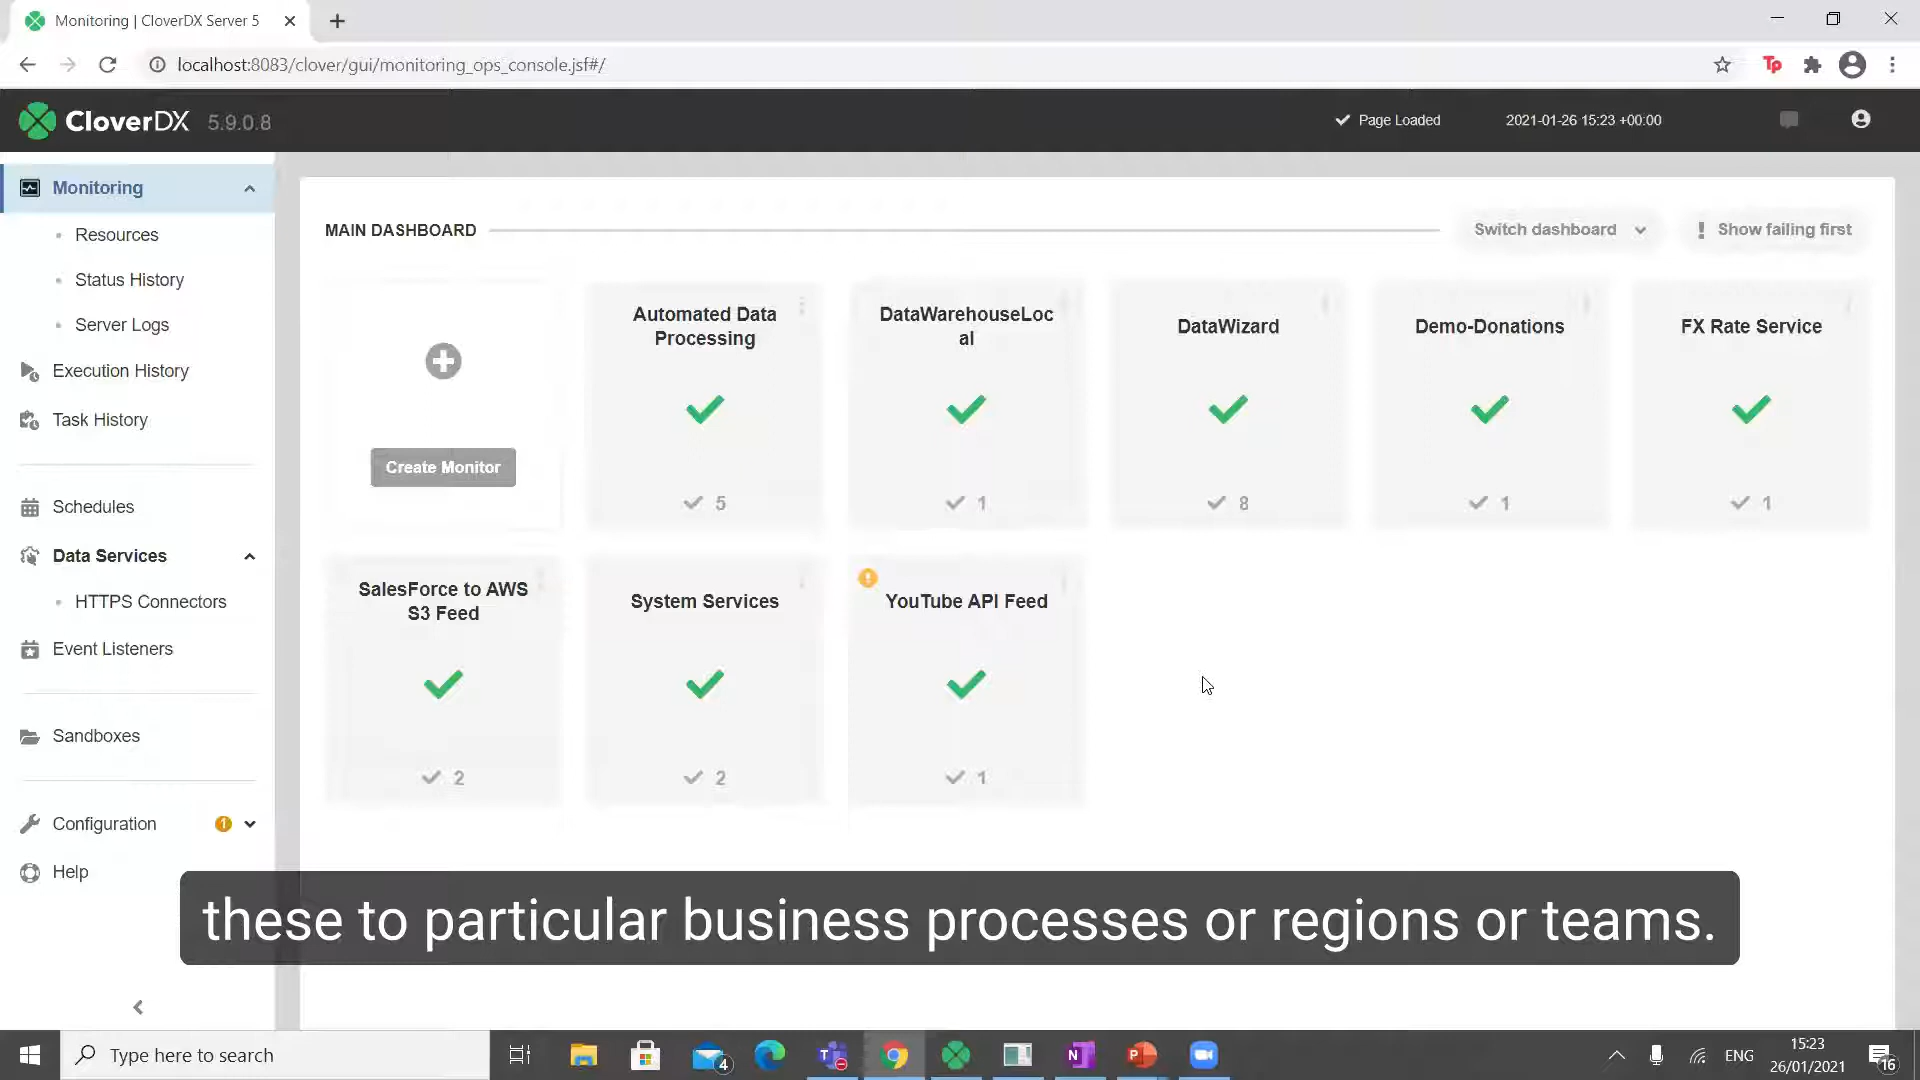 Monitoring | CloverDX Server 5
localhost:8083/clover/gui/monitoring_ops_console.jsf#/
Tp
CloverDX 5.9.0.8
Page Loaded
2021-01-26 15:23 +00:00
Monitoring
Resources
Status History
Server Logs
Execution History
Task History
Schedules
Data Services
HTTPS Connectors
Event Listeners
Sandboxes
Configuration
1
Help
MAIN DASHBOARD
Switch dashboard
Show failing first
Create Monitor
Automated Data
Processing
5
DataWarehouseLoc
al
1
DataWizard
8
Demo-Donations
1
FX Rate Service
1
SalesForce to AWS
S3 Feed
2
System Services
2
YouTube API Feed
1
these to particular business processes or regions or teams.
Type here to search
4
ENG
15:23
26/01/2021
16